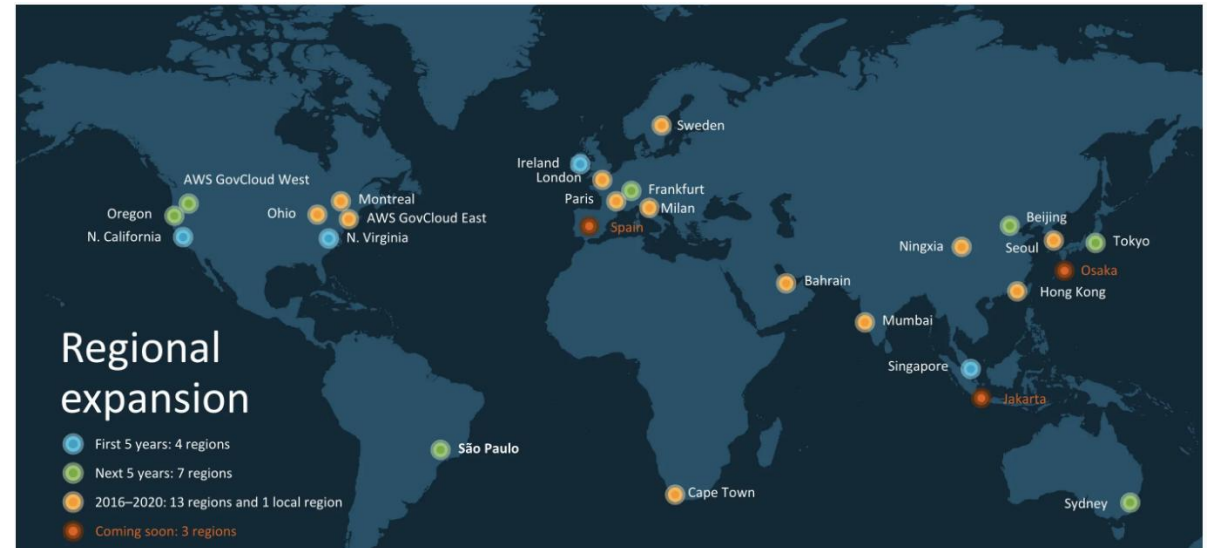 Sweden
Ireland
London
AWS GovCloud West
Frankfurt
Paris
Montreal
Milan
Oregon
Ohio
AWS GovCloud East
Beijing
N. California
N. Virginia
Spain
Ningxia
Seoul
Tokyo
Osaka
Bahrain
Hong Kong
Mumbai
Regional
expansion
Singapore
Jakarta
First 5 years: 4 regions
São Paulo
Next 5 years: 7 regions
Cape Town
2016–2020: 13 regions and 1 local region
Sydney
Coming soon: 3 regions